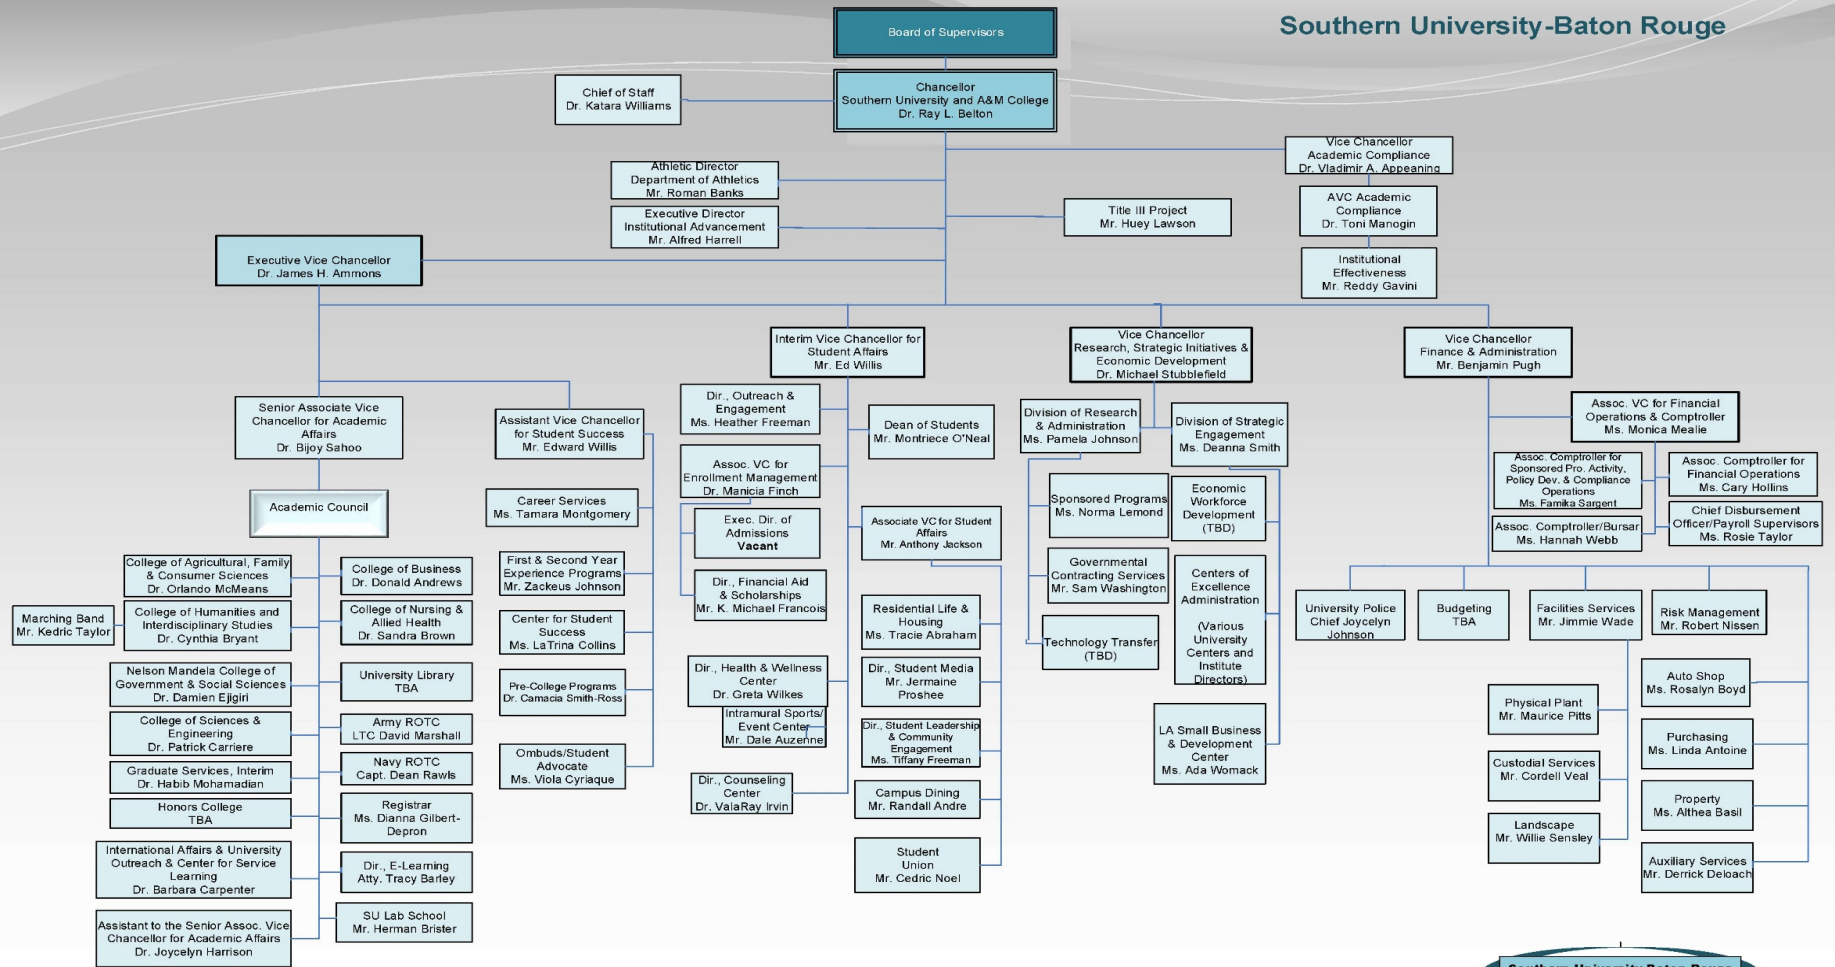 Southern University-Baton Rouge
Board of Supervisors
Chancellor
Southern University and A&M College
Dr. Ray L. Belton
Chief of Staff
Dr. Katara Williams
Vice Chancellor
Academic Compliance
Dr. Vladimir A. Appeaning
Athletic Director
Department of Athletics
Mr. Roman Banks
AVC Academic
Compliance
Dr. Toni Manogin
Executive Director
Institutional Advancement
Mr. Alfred Harrell
Title III Project
Mr. Huey Lawson
Institutional
Effectiveness
Mr. Reddy Gavini
Executive Vice Chancellor
Dr. James H. Ammons
Senior Associate Vice
Chancellor for Academic
Affairs
Dr. Bijoy Sahoo
Academic Council
College of Agricultural, Family
& Consumer Sciences
Dr. Orlando McMeans
College of Business
Dr. Donald Andrews
Marching Band
Mr. Kedric Taylor
College of Humanities and
Interdisciplinary Studies
Dr. Cynthia Bryant
College of Nursing &
Allied Health
Dr. Sandra Brown
Nelson Mandela College of
Government & Social Sciences
Dr. Damien Ejigiri
University Library
TBA
College of Sciences &
Engineering
Dr. Patrick Carriere
Army ROTC
LTC David Marshall
Graduate Services, Interim
Dr. Habib Mohamadian
Navy ROTC
Capt. Dean Rawls
Honors College
TBA
Registrar
Ms. Dianna Gilbert-
Depron
International Affairs & University
Outreach & Center for Service
Learning
Dr. Barbara Carpenter
Dir., E-Learning
Atty. Tracy Barley
Assistant to the Senior Assoc. Vice
Chancellor for Academic Affairs
Dr. Joycelyn Harrison
SU Lab School
Mr. Herman Brister
Assistant Vice Chancellor
for Student Success
Mr. Edward Willis
Career Services
Ms. Tamara Montgomery
First & Second Year
Experience Programs
Mr. Zackeus Johnson
Center for Student
Success
Ms. LaTrina Collins
Pre-College Programs
Dr. Camacia Smith-Ross
Ombuds/Student
Advocate
Ms. Viola Cyriaque
Interim Vice Chancellor for
Student Affairs
Mr. Ed Willis
Dir., Outreach &
Engagement
Ms. Heather Freeman
Dean of Students
Mr. Montriece O'Neal
Assoc. VC for
Enrollment Management
Dr. Manicia Finch
Exec. Dir. of
Admissions
Vacant
Dir., Financial Aid
& Scholarships
Mr. K. Michael Francois
Associate VC for Student
Affairs
Mr. Anthony Jackson
Residential Life &
Housing
Ms. Tracie Abraham
Dir., Health & Wellness
Center
Dr. Greta Wilkes
Dir., Student Media
Mr. Jermaine
Proshee
Intramural Sports/
Event Center
Mr. Dale Auzenne
Dir., Student Leadership
& Community
Engagement
Ms. Tiffany Freeman
Dir., Counseling
Center
Dr. ValaRay Irvin
Campus Dining
Mr. Randall Andre
Student
Union
Mr. Cedric Noel
Vice Chancellor
Research, Strategic Initiatives &
Economic Development
Dr. Michael Stubblefield
Division of Research
& Administration
Ms. Pamela Johnson
Division of Strategic
Engagement
Ms. Deanna Smith
Sponsored Programs
Ms. Norma Lemond
Economic
Workforce
Development
(TBD)
Governmental
Contracting Services
Mr. Sam Washington
Centers of
Excellence
Administration
(Various
University
Centers and
Institute
Directors)
Technology Transfer
(TBD)
LA Small Business
& Development
Center
Ms. Ada Womack
Vice Chancellor
Finance & Administration
Mr. Benjamin Pugh
Assoc. VC for Financial
Operations & Comptroller
Ms. Monica Mealie
Assoc. Comptroller for
Sponsored Pro. Activity,
Policy Dev. & Compliance
Operations
Ms. Famika Sargent
Assoc. Comptroller for
Financial Operations
Ms. Cary Hollins
Assoc. Comptroller/Bursar
Ms. Hannah Webb
Chief Disbursement
Officer/Payroll Supervisors
Ms. Rosie Taylor
University Police
Chief Joycelyn
Johnson
Budgeting
TBA
Facilities Services
Mr. Jimmie Wade
Risk Management
Mr. Robert Nissen
Physical Plant
Mr. Maurice Pitts
Custodial Services
Mr. Cordell Veal
Landscape
Mr. Willie Sensley
Auto Shop
Ms. Rosalyn Boyd
Purchasing
Ms. Linda Antoine
Property
Ms. Althea Basil
Auxiliary Services
Mr. Derrick Deloach
Southern University-Baton Rouge